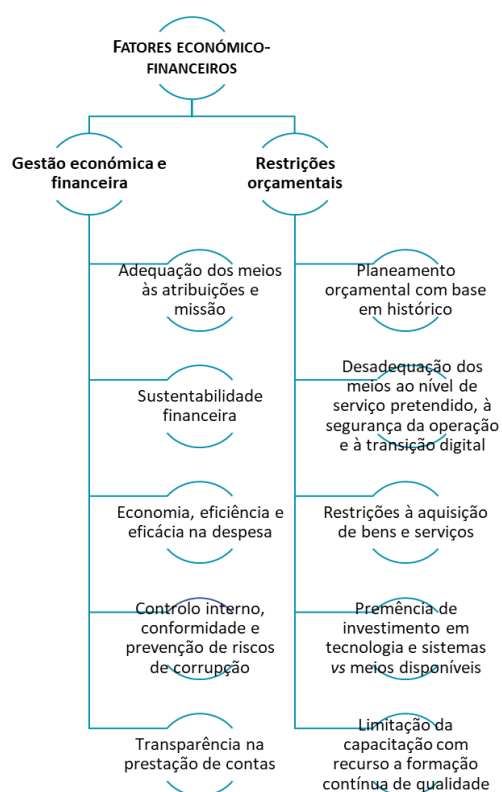 FATORES ECONÓMICO-
FINANCEIROS
Gestão económica e
financeira
Adequação dos meios
às atribuições e
missão
Sustentabilidade
financeira
Economia, eficiência e
eficácia na despesa
Controlo interno,
conformidade e
prevenção de riscos
de corrupção
Transparência na
prestação de contas
Restrições
orçamentais
Planeamento
orçamental com base
em histórico
Desadequação dos
meios ao nível de
serviço pretendido, à
segurança da operação
e à transição digital
Restrições à aquisição
de bens e serviços
Premência de
investimento em
tecnologia e sistemas
vs meios disponíveis
Limitação da
capacitação com
recurso a formação
contínua de qualidade